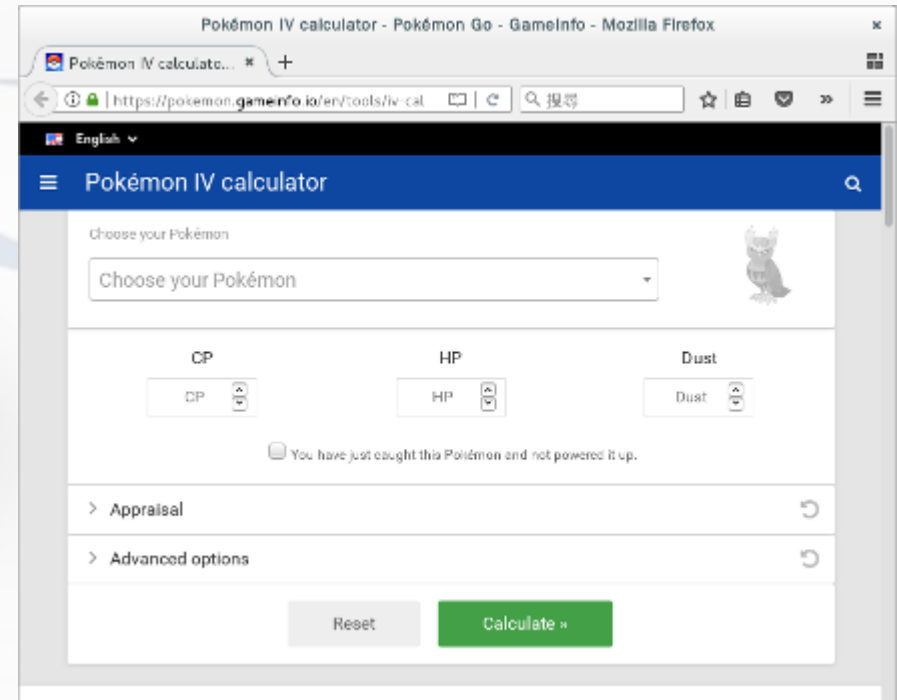 Pokémon IV calculator - Pokémon Go - GameInfo - Mozilla Firefox
Pokémon IV calculato...
https://pokemon.gameinfo.io/en/tools/iv-cal
搜尋
English
Pokémon IV calculator
Choose your Pokémon
Choose your Pokémon
CP HP Dust
CP HP Dust
You have just caught this Pokémon and not powered it up.
Appraisal
Advanced options
Reset Calculate »